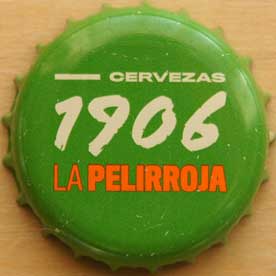 CERVEZAS
1906
LA PELIRROJA